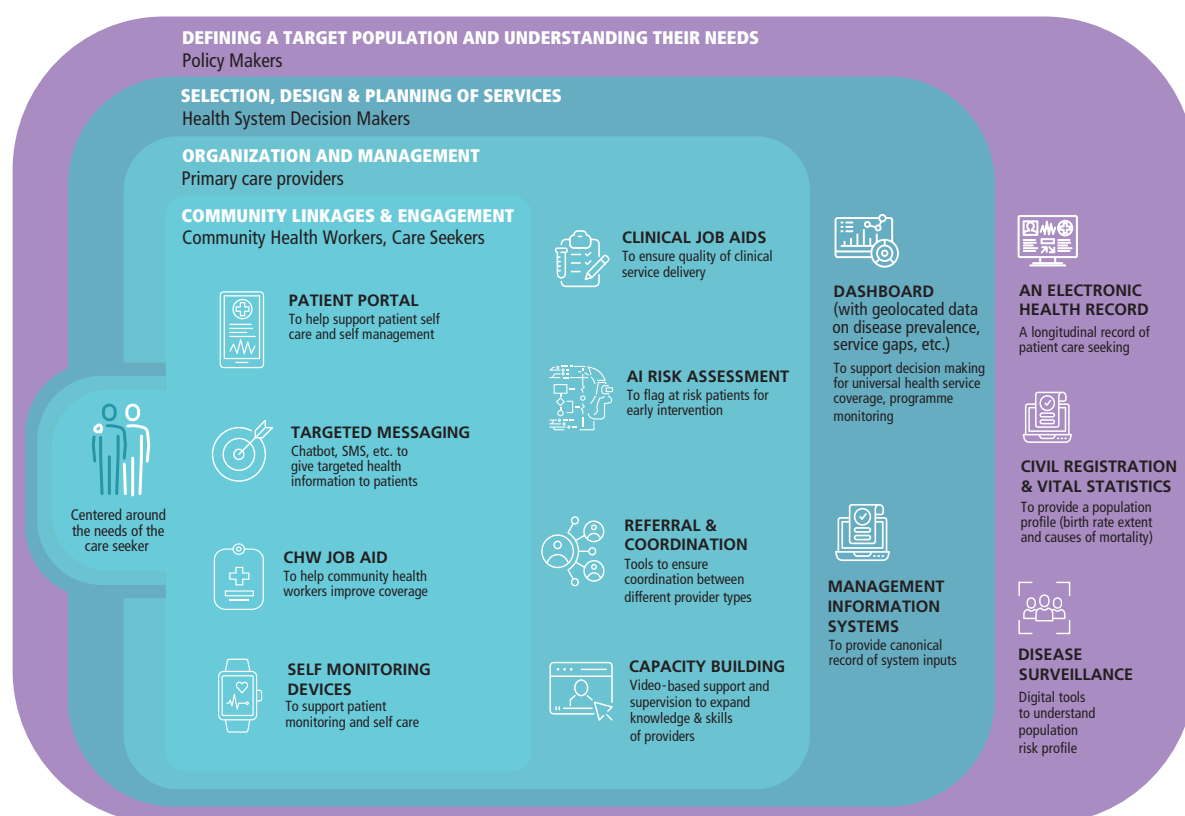 DEFINING A TARGET POPULATION AND UNDERSTANDING THEIR NEEDS
Policy Makers
SELECTION, DESIGN & PLANNING OF SERVICES
Health System Decision Makers
ORGANIZATION AND MANAGEMENT
Primary care providers
COMMUNITY LINKAGES & ENGAGEMENT
Community Health Workers, Care Seekers
Centered around
the needs of the
care seeker
PATIENT PORTAL
To help support patient self
care and self management
TARGETED MESSAGING
Chatbot, SMS, etc. to
give targeted health
information to patients
CHW JOB AID
To help community health
workers improve coverage
SELF MONITORING
DEVICES
To support patient
monitoring and self care
CLINICAL JOB AIDS
To ensure quality of clinical
service delivery
AI RISK ASSESSMENT
To flag at risk patients for
early intervention
REFERRAL &
COORDINATION
Tools to ensure
coordination between
different provider types
CAPACITY BUILDING
Video-based support and
supervision to expand
knowledge & skills
of providers
DASHBOARD
(with geolocated data
on disease prevalence,
service gaps, etc.)
To support decision making
for universal health service
coverage, programme
monitoring
MANAGEMENT
INFORMATION
SYSTEMS
To provide canonical
record of system inputs
AN ELECTRONIC
HEALTH RECORD
A longitudinal record of
patient care seeking
CIVIL REGISTRATION
& VITAL STATISTICS
To provide a population
profile (birth rate extent
and causes of mortality)
DISEASE
SURVEILLANCE
Digital tools
to understand
population
risk profile